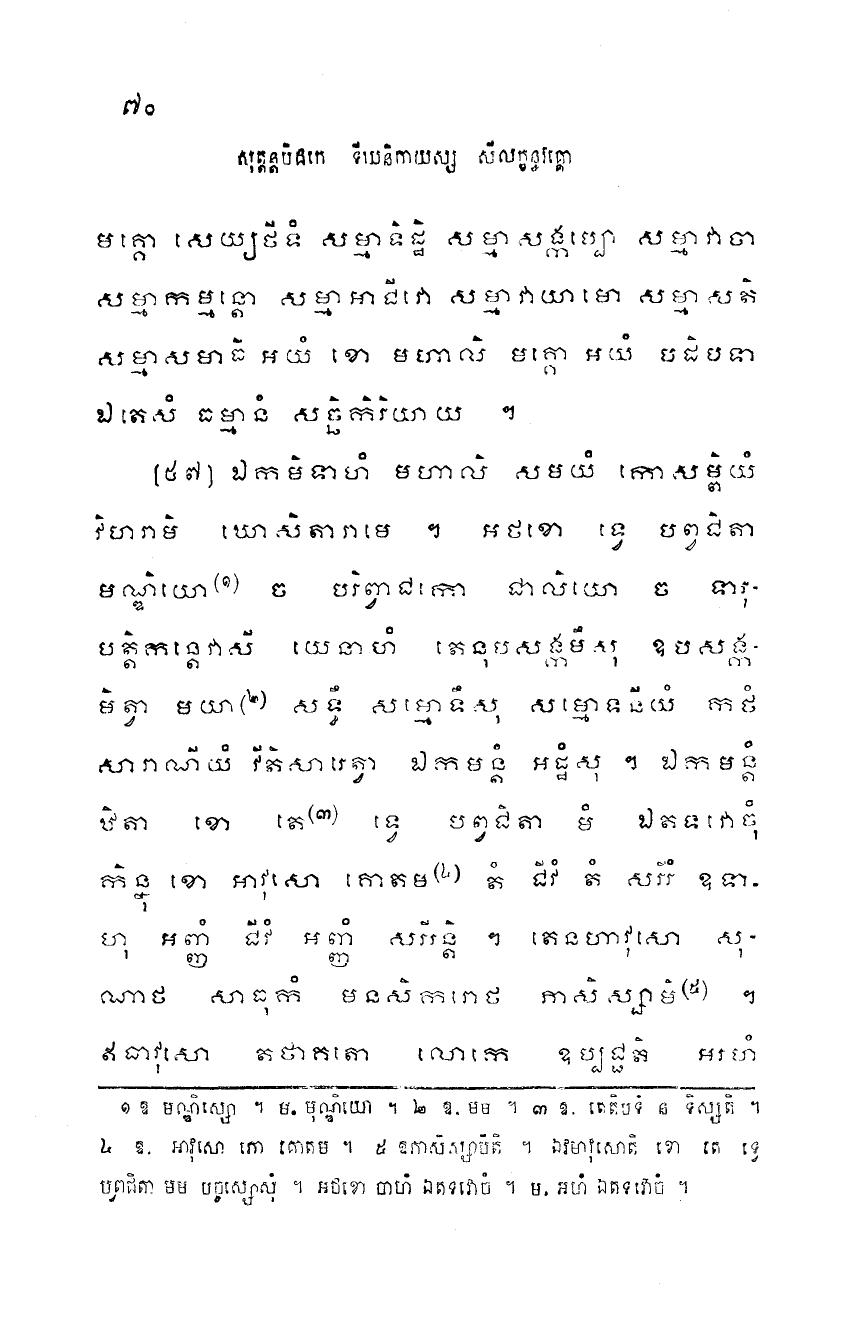 ៧០
សុត្តន្តបិដកេ ទីឃនិកាយស្ស សីលក្ខន្ធវគ្គោ
មគ្គោ សេយ្យថីទំ សម្មាទិដ្ឋិ សម្មាសង្កប្បោ សម្មាវាចា
សម្មាកម្មន្តោ សម្មាអាជីវោ សម្មាវាយាមោ សម្មាសតិ
សម្មាសមាធិ អយំ ខោ មហាលិ មគ្គោ អយំ បដិបទា
ឯតេសំ ធម្មានំ សច្ឆិកិរិយាយ ។
[៥៧] ឯកមិទាហំ មហាលិ សមយំ កោសម្ពិយំ
វិហរាមិ ឃោសិតារាមេ ។ អថខោ ទ្វេ បព្វជិតា
មណ្ឌិយោ(១) ច បរិព្វាជកោ ជាលិយោ ច ទារុ-
បត្តិកន្តេវាសី យេនាហំ តេនុបសង្កមឹសុ ឧបសង្ក-
មិត្វា មយា(២) សទ្ធឹ សម្មោទឹសុ សម្មោទនីយំ កថំ
សារាណីយំ វីតិសារេត្វា ឯកមន្តំ អដ្ឋំសុ ។ ឯកមន្តំ
ឋិតា ខោ តេ(៣) ទ្វេ បព្វជិតា មំ ឯតទវោចុំ
កិន្នុ ខោ អាវុសោ គោតម(៤) តំ ជីវំ តំ សរីរំ ឧទា-
ហុ អញ្ញំ ជីវំ អញ្ញំ សរីរន្តិ ។ តេនហាវុសោ សុ-
ណាថ សាធុកំ មនសិករោថ ភាសិស្សាមិ(៥) ។
ឥធាវុសោ តថាគតោ លោកេ ឧប្បជ្ជតិ អរហំ
១ ឱ មណ្ឌិស្សោ ។ ម. មុណ្ឌិយោ ។ ២ ឱ. មម ។ ៣ ឱ. តេតិបទំ ន ទិស្សតិ ។
៤ ឱ. អាវុសោ ភោ គោតម ។ ៥ ឱ ភាសិស្សាមីតិ ។ ឯវមាវុសោតិ ខោ តេ ទ្វេ
បព្វជិតា មម បច្ចស្សោសុំ ។ អថខោ ចាហំ ឯតទវោចំ ។ ម. អហំ ឯតទវោចំ ។